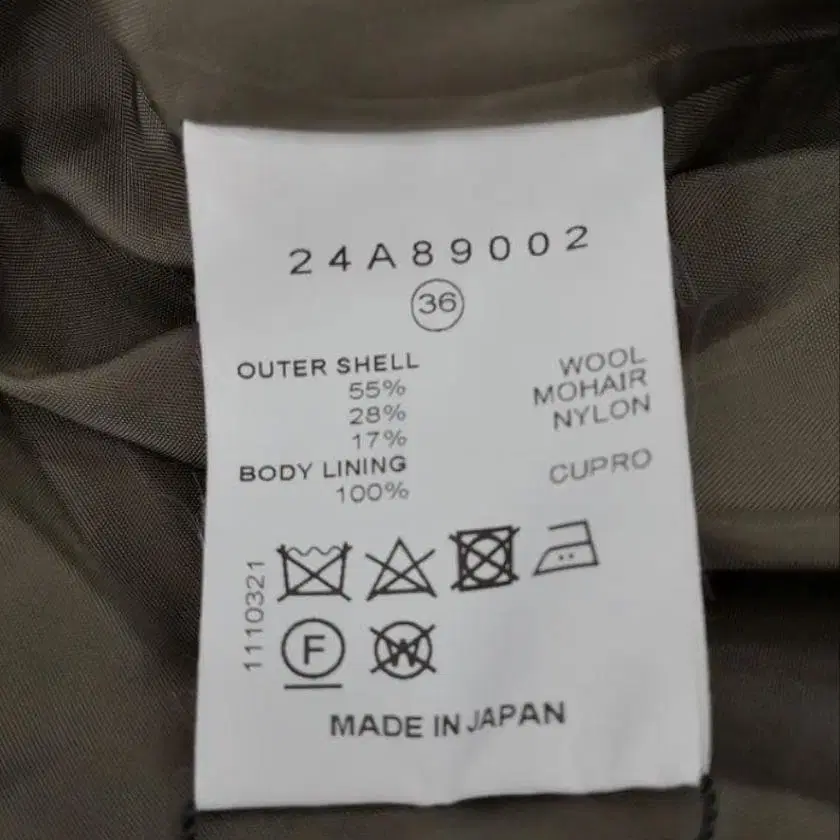 24A89002
36
OUTER SHELL
55% WOOL
28% MOHAIR
17% NYLON
BODY LINING
100% CUPRO
1110321
F W
MADE IN JAPAN